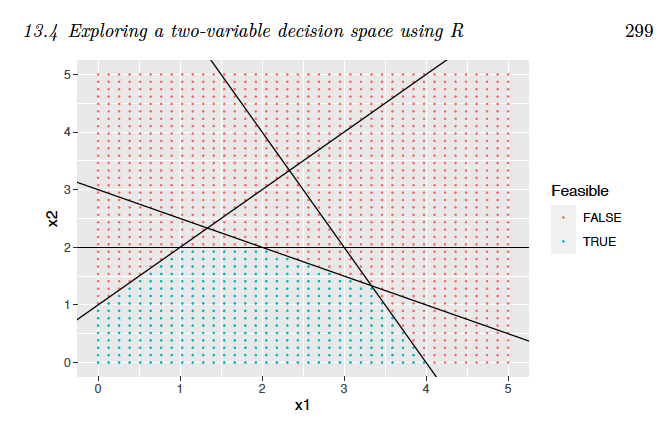 13.4 Exploring a two-variable decision space using R 299
5
4
3
2
1
0
x2
0 1 2 3 4 5
x1
Feasible
FALSE
TRUE